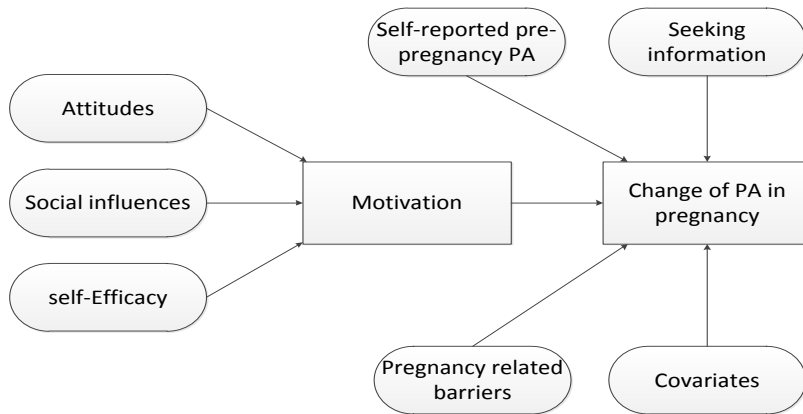 Self-reported pre-
pregnancy PA
Seeking
information
Attitudes
Social influences
self-Efficacy
Motivation
Change of PA in
pregnancy
Pregnancy related
barriers
Covariates